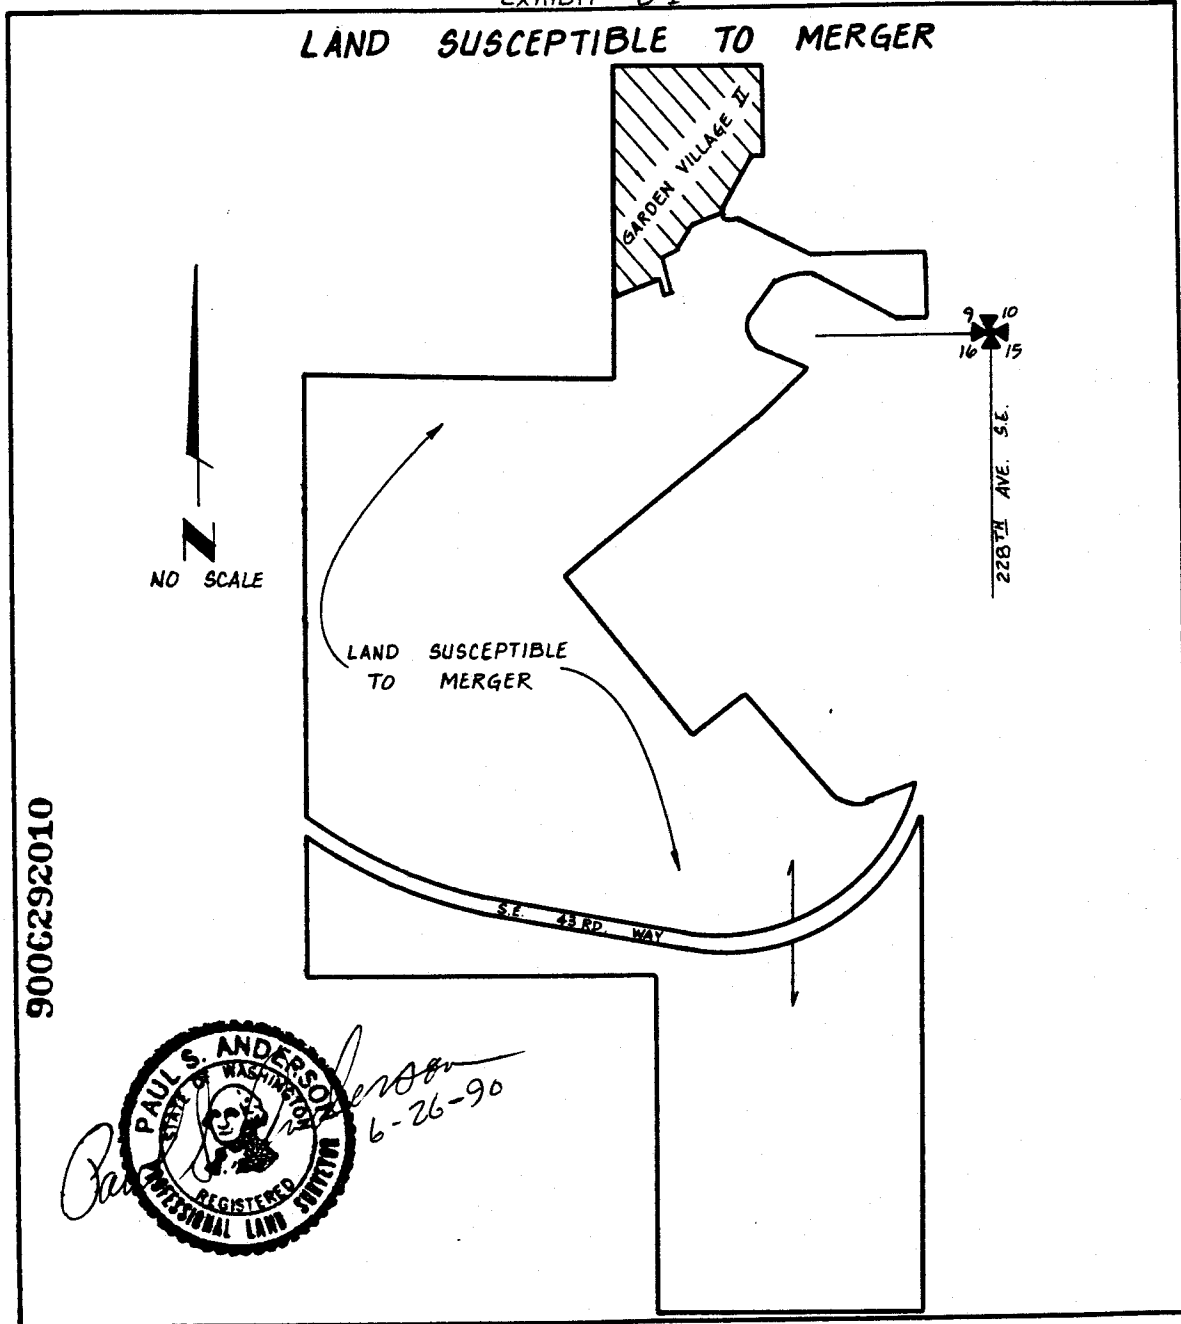 LAND SUSCEPTIBLE TO MERGER
GARDEN VILLAGE II
9 10
16 15
228TH AVE. S.E.
N
NO SCALE
LAND SUSCEPTIBLE
TO MERGER
S.E. 43RD. WAY
PAUL S. ANDERSON
STATE OF WASHINGTON
REGISTERED
PROFESSIONAL LAND SURVEYOR
6-26-90